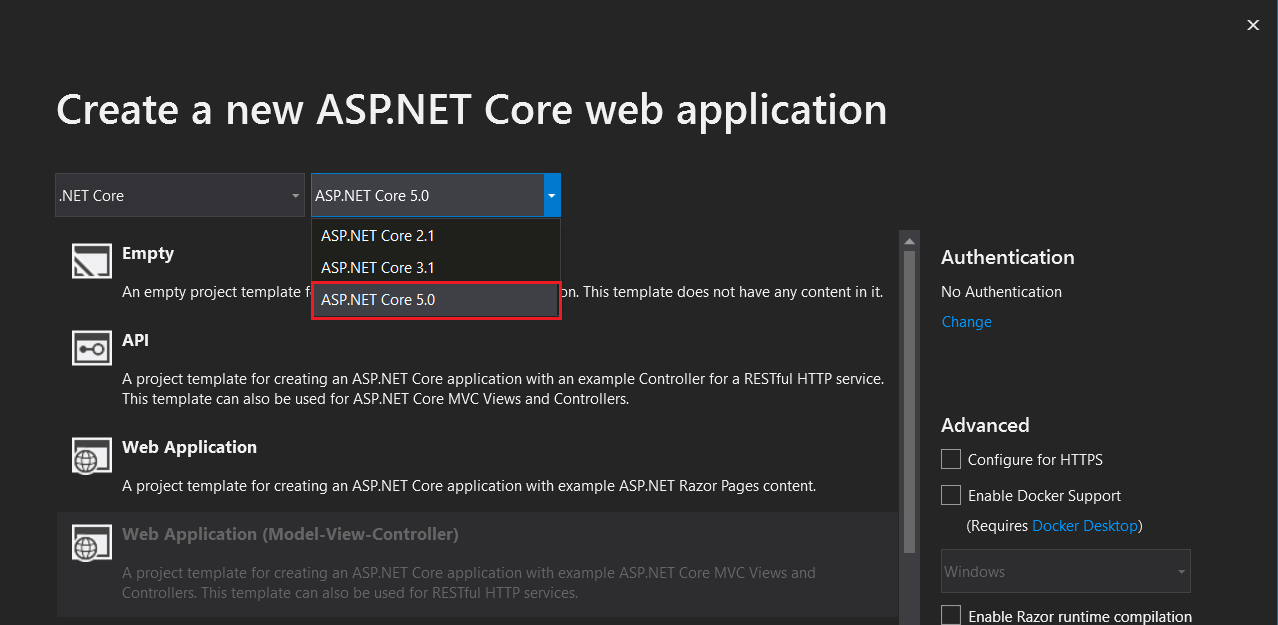 Create a new ASP.NET Core web application
.NET Core
ASP.NET Core 5.0
ASP.NET Core 2.1
ASP.NET Core 3.1
ASP.NET Core 5.0
Empty
An empty project template on. This template does not have any content in it.
API
A project template for creating an ASP.NET Core application with an example Controller for a RESTful HTTP service.
This template can also be used for ASP.NET Core MVC Views and Controllers.
Web Application
A project template for creating an ASP.NET Core application with example ASP.NET Razor Pages content.
Web Application (Model-View-Controller)
A project template for creating an ASP.NET Core application with example ASP.NET Core MVC Views and
Controllers. This template can also be used for RESTful HTTP services.
Authentication
No Authentication
Change
Advanced
Configure for HTTPS
Enable Docker Support
(Requires Docker Desktop)
Windows
Enable Razor runtime compilation